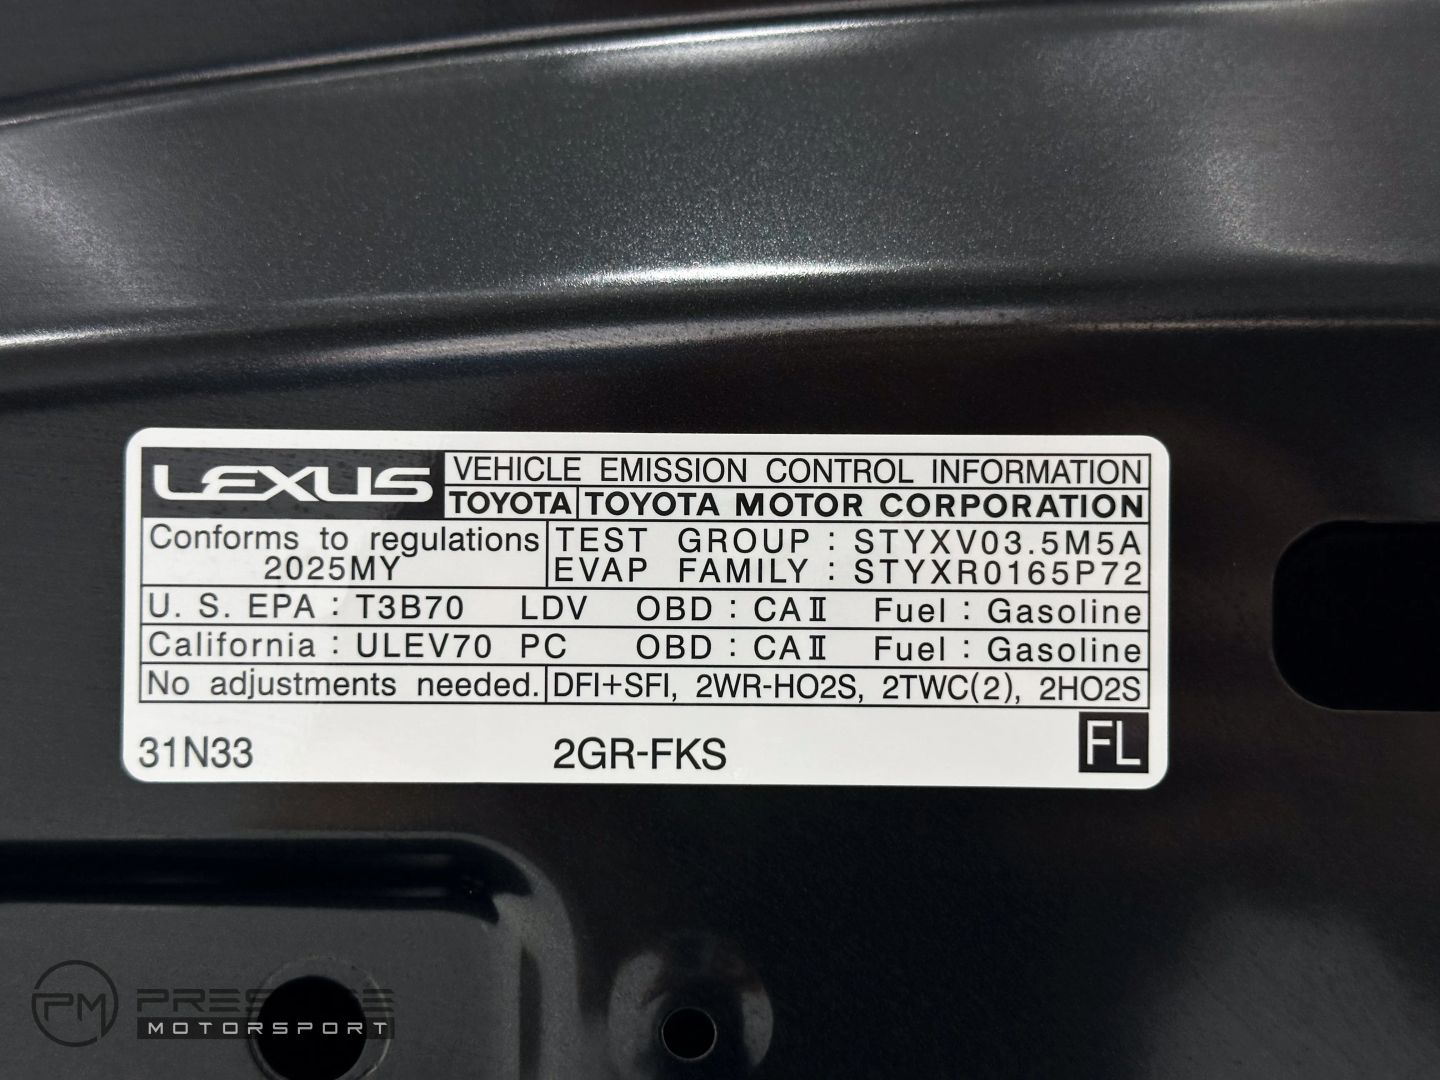 LEXUS VEHICLE EMISSION CONTROL INFORMATION
TOYOTA TOYOTA MOTOR CORPORATION
Conforms to regulations TEST GROUP : STYXV03.5M5A
2025MY EVAP FAMILY : STYXR0165P72
U. S. EPA : T3B70 LDV OBD : CAⅡ Fuel : Gasoline
California : ULEV70 PC OBD : CAⅡ Fuel : Gasoline
No adjustments needed. DFI+SFI, 2WR-HO2S, 2TWC(2), 2HO2S
31N33 2GR-FKS FL
PM PRESTIGE
MOTORSPORT